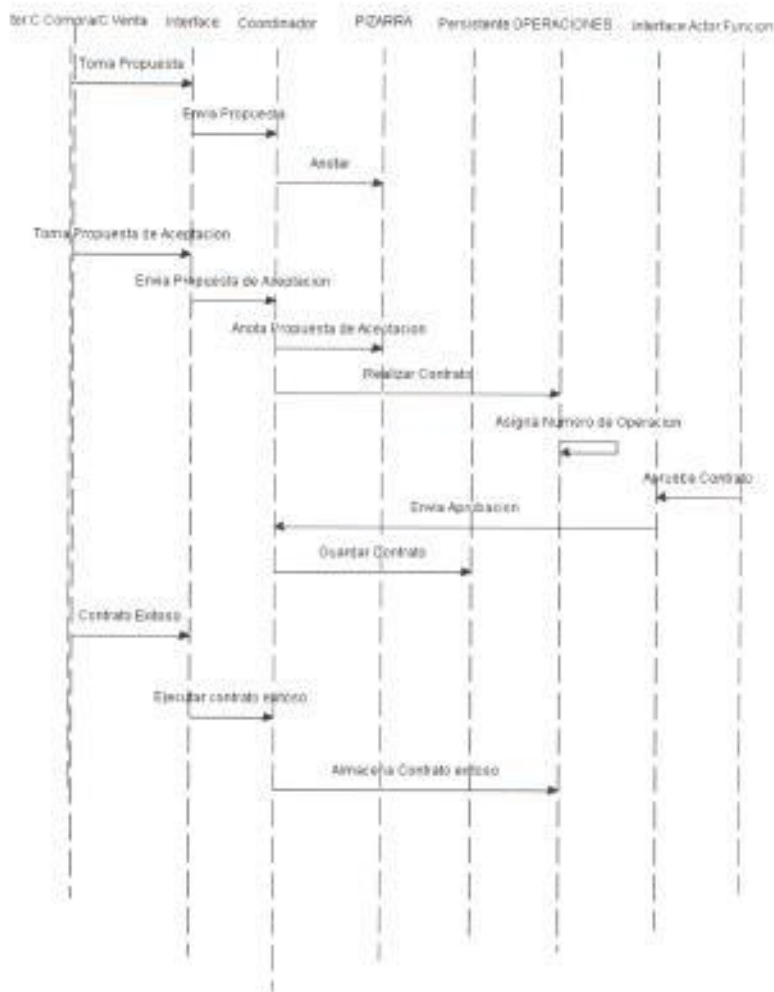 C Compra/C Venta Interface Coordinador PIZARRA Persistente OPERACIONES Interface Actor Funcion
Toma Propuesta
Envia Propuesta
Anotar
Toma Propuesta de Aceptacion
Envia Propuesta de Aceptacion
Anota Propuesta de Aceptacion
Realizar Contrato
Asigna Numero de Operacion
Aprueba Contrato
Envia Aprobacion
Guardar Contrato
Contrato Exitoso
Ejecutar contrato exitoso
Almacena Contrato exitoso